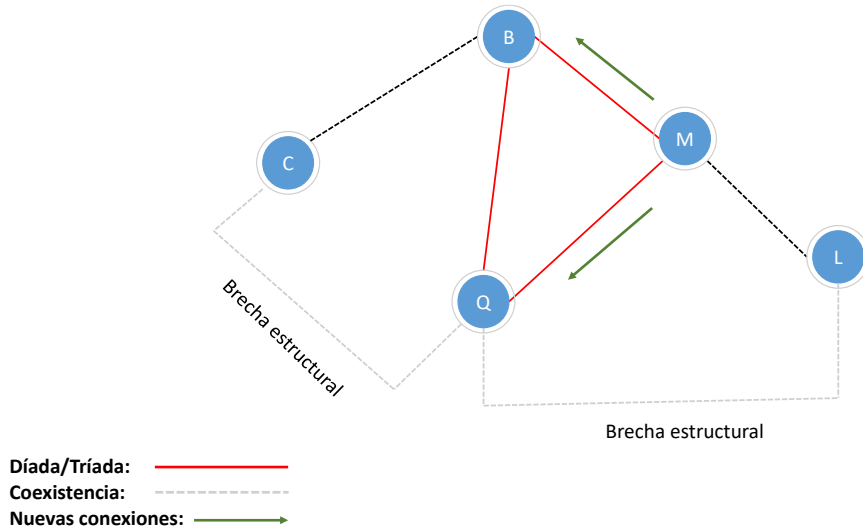 B
M
C
L
Q
Brecha estructural
Brecha estructural
Díada/Tríada:
Coexistencia:
Nuevas conexiones: